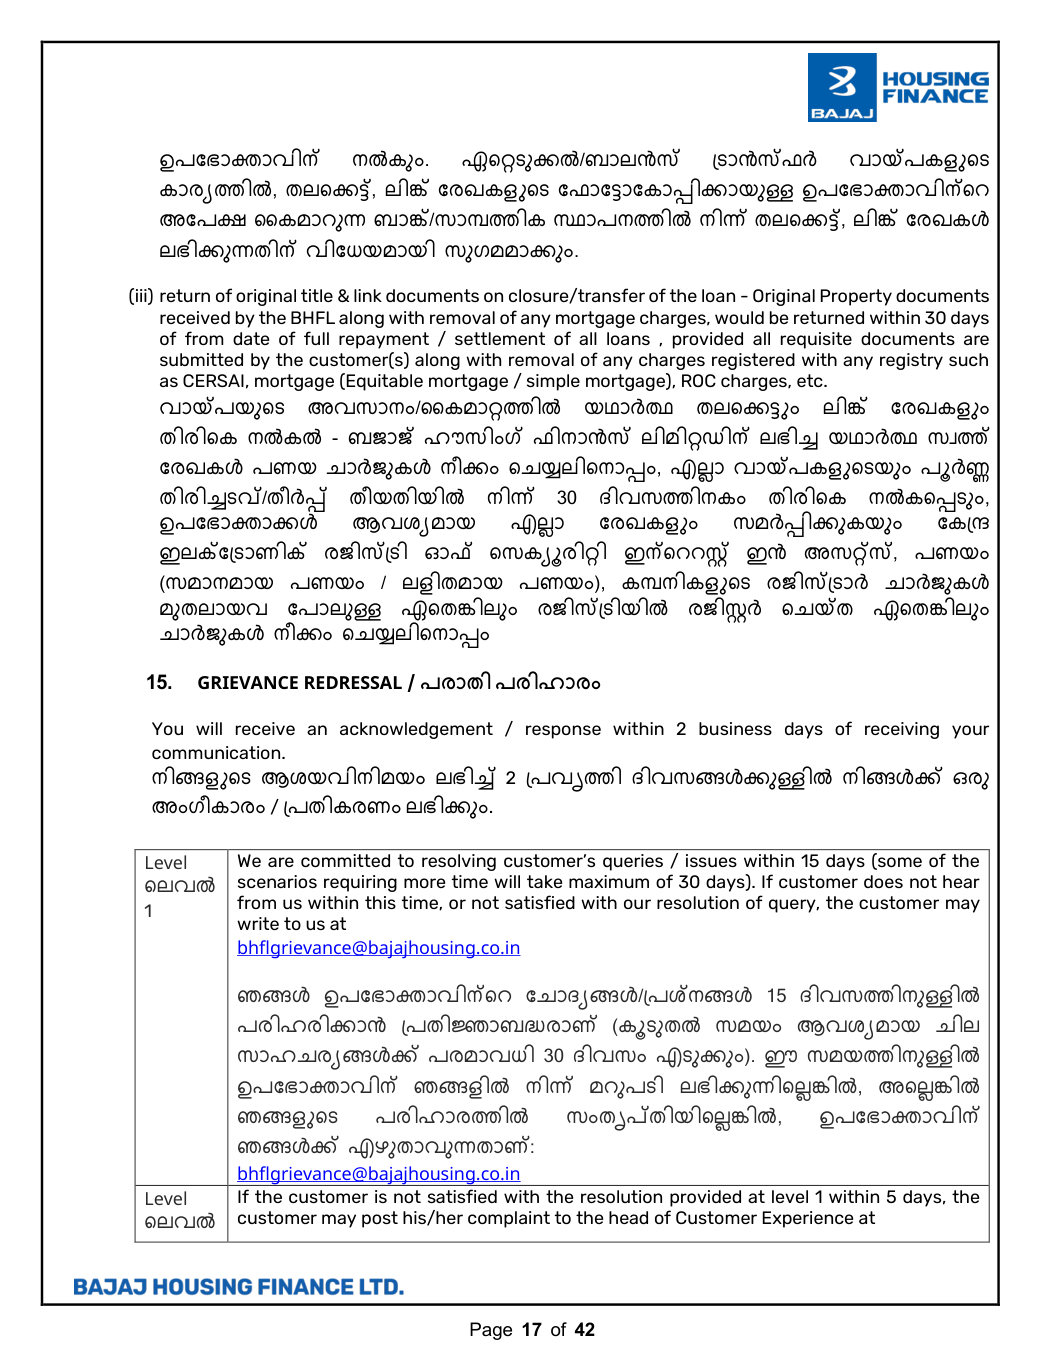 BAJAJ
HOUSING
FINANCE
ഉപഭോക്താവിന് നൽകും. ഏറ്റെടുക്കൽ/ബാലൻസ് ട്രാൻസ്ഫർ വായ്പകളുടെ
കാര്യത്തിൽ, തലക്കെട്ട്, ലിങ്ക് രേഖകളുടെ ഫോട്ടോകോപ്പിക്കായുള്ള ഉപഭോക്താവിന്റെ
അപേക്ഷ കൈമാറുന്ന ബാങ്ക്/സാമ്പത്തിക സ്ഥാപനത്തിൽ നിന്ന് തലക്കെട്ട്, ലിങ്ക് രേഖകൾ
ലഭിക്കുന്നതിന് വിധേയമായി സുഗമമാക്കും.
(iii) return of original title & link documents on closure/transfer of the loan - Original Property documents
received by the BHFL along with removal of any mortgage charges, would be returned within 30 days
of from date of full repayment / settlement of all loans , provided all requisite documents are
submitted by the customer(s) along with removal of any charges registered with any registry such
as CERSAI, mortgage (Equitable mortgage / simple mortgage), ROC charges, etc.
വായ്പയുടെ അവസാനം/കൈമാറ്റത്തിൽ യഥാർത്ഥ തലക്കെട്ടും ലിങ്ക് രേഖകളും
തിരികെ നൽകൽ - ബജാജ് ഹൗസിംഗ് ഫിനാൻസ് ലിമിറ്റഡിന് ലഭിച്ച യഥാർത്ഥ സ്വത്ത്
രേഖകൾ പണയ ചാർജുകൾ നീക്കം ചെയ്യലിനൊപ്പം, എല്ലാ വായ്പകളുടെയും പൂർണ്ണ
തിരിച്ചടവ്/തീർപ്പ് തീയതിയിൽ നിന്ന് 30 ദിവസത്തിനകം തിരികെ നൽകപ്പെടും,
ഉപഭോക്താക്കൾ ആവശ്യമായ എല്ലാ രേഖകളും സമർപ്പിക്കുകയും കേന്ദ്ര
ഇലക്ട്രോണിക് രജിസ്ട്രി ഓഫ് സെക്യൂരിറ്റി ഇന്റെറസ്റ്റ് ഇൻ അസറ്റ്സ്, പണയം
(സമാനമായ പണയം / ലളിതമായ പണയം), കമ്പനികളുടെ രജിസ്ട്രാർ ചാർജുകൾ
മുതലായവ പോലുള്ള ഏതെങ്കിലും രജിസ്ട്രിയിൽ രജിസ്റ്റർ ചെയ്ത ഏതെങ്കിലും
ചാർജുകൾ നീക്കം ചെയ്യലിനൊപ്പം
15. GRIEVANCE REDRESSAL / പരാതി പരിഹാരം
You will receive an acknowledgement / response within 2 business days of receiving your
communication.
നിങ്ങളുടെ ആശയവിനിമയം ലഭിച്ച് 2 പ്രവൃത്തി ദിവസങ്ങൾക്കുള്ളിൽ നിങ്ങൾക്ക് ഒരു
അംഗീകാരം / പ്രതികരണം ലഭിക്കും.
Level
ലെവൽ
1
We are committed to resolving customer’s queries / issues within 15 days (some of the
scenarios requiring more time will take maximum of 30 days). If customer does not hear
from us within this time, or not satisfied with our resolution of query, the customer may
write to us at
bhflgrievance@bajajhousing.co.in
ഞങ്ങൾ ഉപഭോക്താവിന്റെ ചോദ്യങ്ങൾ/പ്രശ്നങ്ങൾ 15 ദിവസത്തിനുള്ളിൽ
പരിഹരിക്കാൻ പ്രതിജ്ഞാബദ്ധരാണ് (കൂടുതൽ സമയം ആവശ്യമായ ചില
സാഹചര്യങ്ങൾക്ക് പരമാവധി 30 ദിവസം എടുക്കും). ഈ സമയത്തിനുള്ളിൽ
ഉപഭോക്താവിന് ഞങ്ങളിൽ നിന്ന് മറുപടി ലഭിക്കുന്നില്ലെങ്കിൽ, അല്ലെങ്കിൽ
ഞങ്ങളുടെ പരിഹാരത്തിൽ സംതൃപ്തിയില്ലെങ്കിൽ, ഉപഭോക്താവിന്
ഞങ്ങൾക്ക് എഴുതാവുന്നതാണ്:
bhflgrievance@bajajhousing.co.in
Level
ലെവൽ
If the customer is not satisfied with the resolution provided at level 1 within 5 days, the
customer may post his/her complaint to the head of Customer Experience at
BAJAJ HOUSING FINANCE LTD.
Page 17 of 42